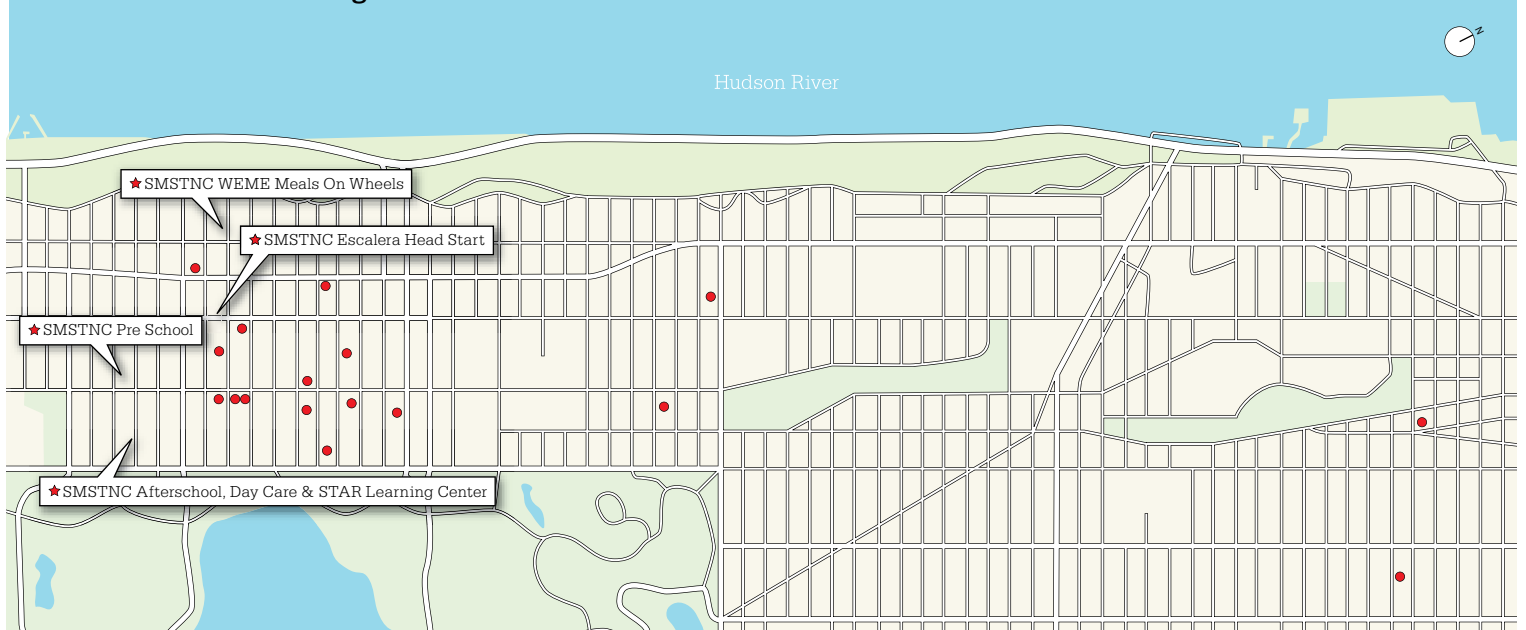 g
N
Hudson River
SMSTNC WEME Meals On Wheels
SMSTNC Escalera Head Start
SMSTNC Pre School
SMSTNC Afterschool, Day Care & STAR Learning Center